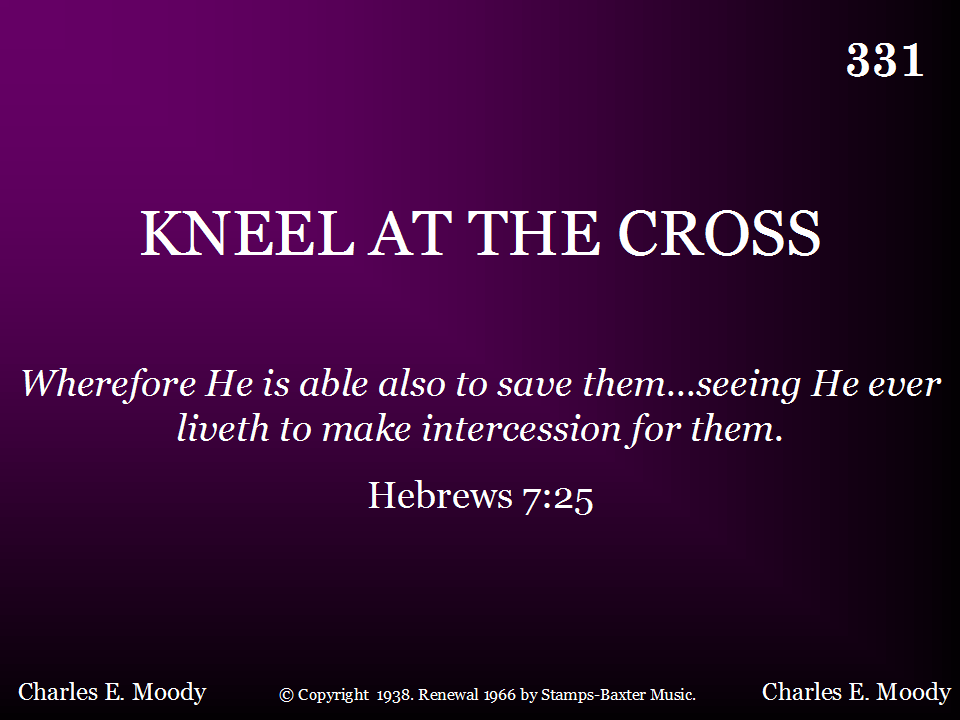 331
KNEEL AT THE CROSS
Wherefore He is able also to save them...seeing He ever
liveth to make intercession for them.
Hebrews 7:25
Charles E. Moody
© Copyright 1938. Renewal 1966 by Stamps-Baxter Music.
Charles E. Moody